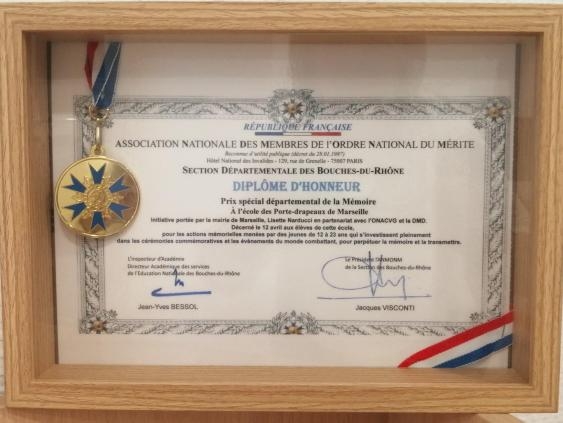 RÉPUBLIQUE FRANÇAISE
ASSOCIATION NATIONALE DES MEMBRES DE L'ORDRE NATIONAL DU MÉRITE
Reconnue d'utilité publique (décret du 28.01.1997)
Hôtel National des Invalides - 129, rue de Grenelle - 75007 PARIS
SECTION DÉPARTEMENTALE DES BOUCHES-DU-RHÔNE
DIPLÔME D'HONNEUR
Prix spécial départemental de la Mémoire
À l'école des Porte-drapeaux de Marseille
Initiative portée par la mairie de Marseille, Lisette Narducci en partenariat avec l'ONACVG et la DMD.
Décerné le 12 avril aux élèves de cette école,
pour les actions mémorielles menées par des jeunes de 12 à 23 ans qui s'investissent pleinement
dans les cérémonies commémoratives et les évènements du monde combattant, pour perpétuer la mémoire et la transmettre.
L'inspecteur d'Académie
Directeur Académique des services
de l'Education Nationale des Bouches-du-Rhône
Jean-Yves BESSOL
Le Président l'ANMONM
de la Section des Bouches-du-Rhône
Jacques VISCONTI